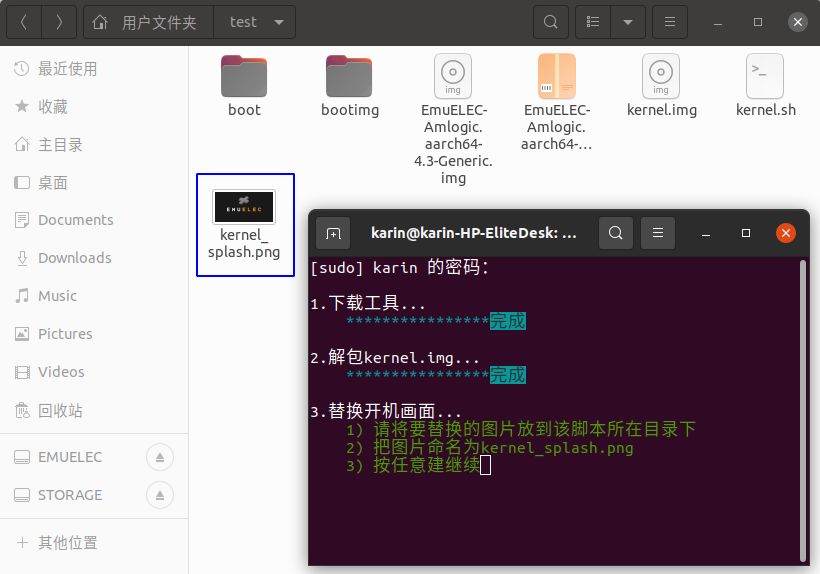 用户文件夹
test
最近使用
收藏
主目录
桌面
Documents
Downloads
Music
Pictures
Videos
回收站
EMUELEC
STORAGE
其他位置
boot
bootimg
img
EmuELEC-
Amlogic.
aarch64-
4.3-Generic.
img
EmuELEC-
Amlogic.
aarch64-…
img
kernel.img
>_
kernel.sh
EMUELEC
kernel_
splash.png
karin@karin-HP-EliteDesk: ...
[sudo] karin 的密码：
1.下载工具...
****************完成
2.解包kernel.img...
****************完成
3.替换开机画面...
1) 请将要替换的图片放到该脚本所在目录下
2) 把图片命名为kernel_splash.png
3) 按任意建继续